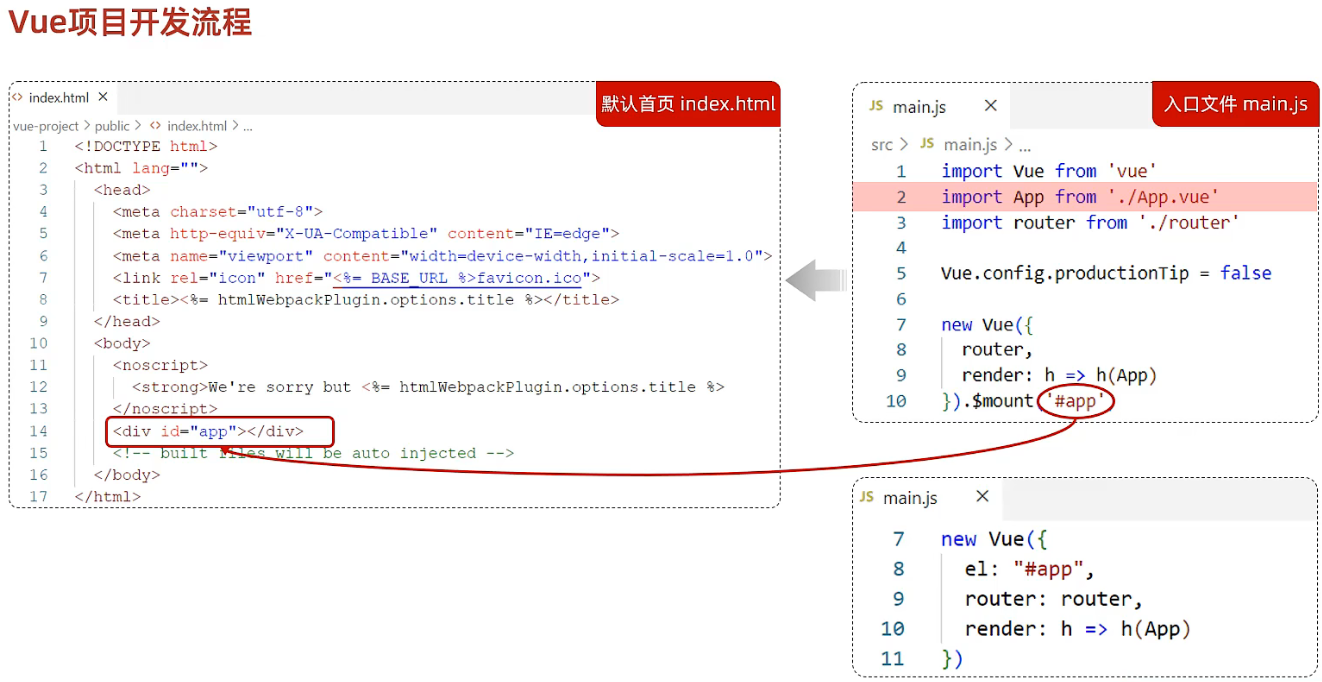 Vue项目开发流程
index.html ×
默认首页 index.html
vue-project > public > <> index.html > ...
1 <!DOCTYPE html>
2 <html lang="">
3 <head>
4 <meta charset="utf-8">
5 <meta http-equiv="X-UA-Compatible" content="IE=edge">
6 <meta name="viewport" content="width=device-width,initial-scale=1.0">
7 <link rel="icon" href="<%= BASE_URL %>favicon.ico">
8 <title><%= htmlWebpackPlugin.options.title %></title>
9 </head>
10 <body>
11 <noscript>
12 <strong>We're sorry but <%= htmlWebpackPlugin.options.title %>
13 </noscript>
14 <div id="app"></div>
15 <!-- built files will be auto injected -->
16 </body>
17 </html>
JS main.js ×
入口文件 main.js
src > JS main.js > ...
1 import Vue from 'vue'
2 import App from './App.vue'
3 import router from './router'
4
5 Vue.config.productionTip = false
6
7 new Vue({
8 router,
9 render: h => h(App)
10 }).$mount('#app')
JS main.js ×
7 new Vue({
8 el: "#app",
9 router: router,
10 render: h => h(App)
11 })